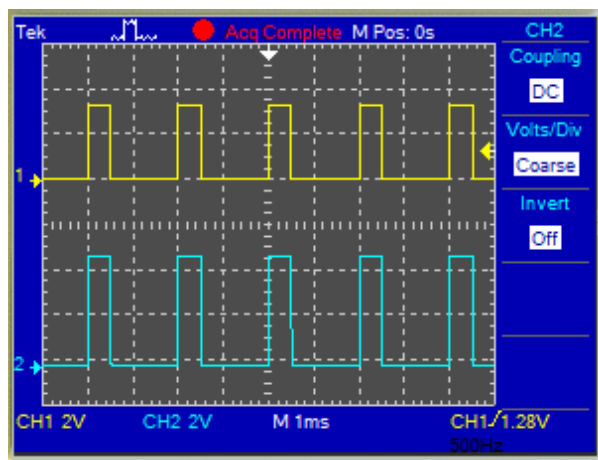 Tek Acq Complete M Pos: 0s CH2
Coupling
DC
Volts/Div
Coarse
1
Invert
Off
2
CH1 2V CH2 2V M 1ms CH1 1.28V
500Hz